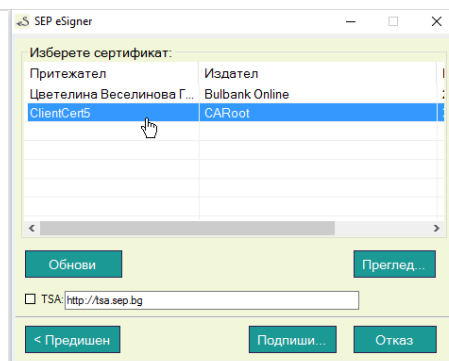 SEP eSigner
Изберете сертификат:
Притежател Издател
Цветелина Веселинова Г... Bulbank Online
ClientCert5 CARoot
Обнови Преглед...
TSA: http://tsa.sep.bg
< Предишен Подпиши... Отказ